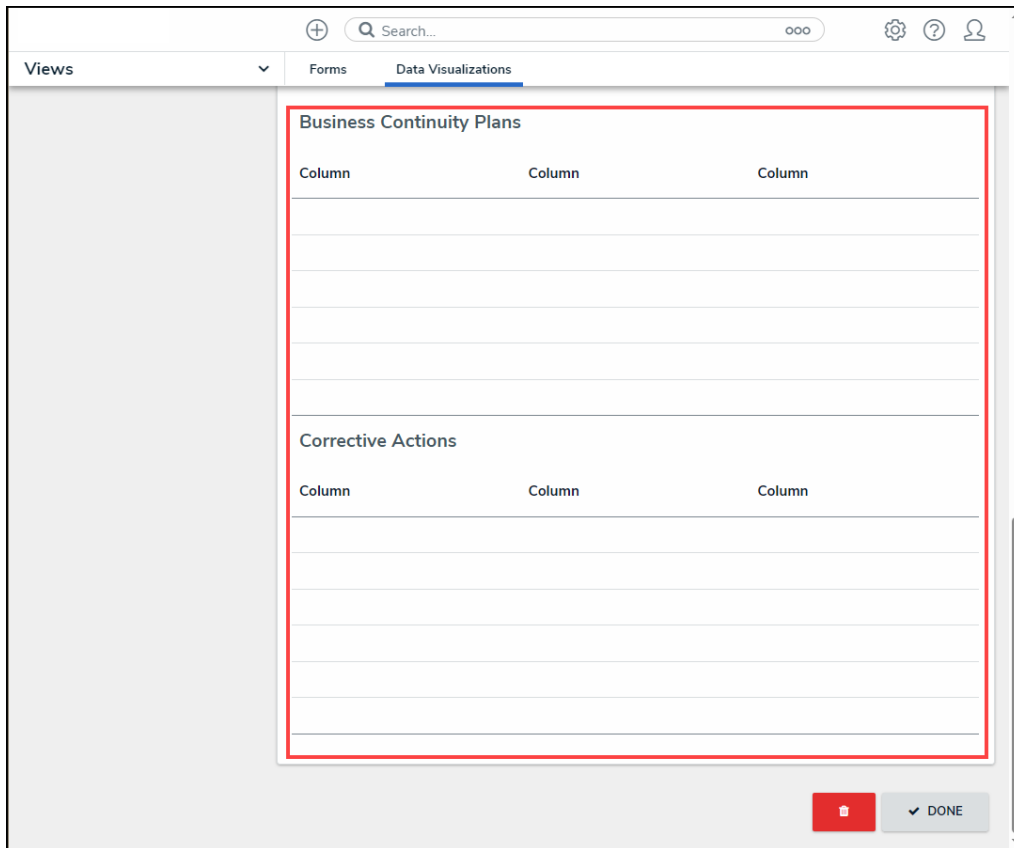 Search...
Views
Forms Data Visualizations
Business Continuity Plans
Column Column Column
Corrective Actions
Column Column Column
DONE